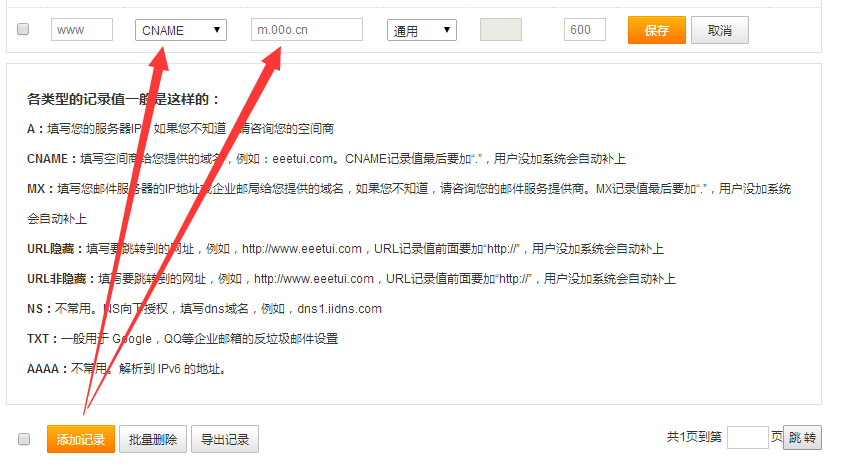 www CNAME m.00o.cn 通用 600 保存 取消
各类型的记录值一般是这样的：
A：填写您的服务器IP，如果您不知道，请咨询您的空间商
CNAME：填写空间商给您提供的域名，例如：eeetui.com。CNAME记录值最后要加“.”，用户没加系统会自动补上
MX：填写您邮件服务器的IP地址或企业邮局给您提供的域名，如果您不知道，请咨询您的邮件服务提供商。MX记录值最后要加“.”，用户没加系统
会自动补上
URL隐藏：填写要跳转到的网址，例如，http://www.eeetui.com，URL记录值前面要加“http://”，用户没加系统会自动补上
URL非隐藏：填写要跳转到的网址，例如，http://www.eeetui.com，URL记录值前面要加“http://”，用户没加系统会自动补上
NS：不常用。NS向下授权，填写dns域名，例如，dns1.iidns.com
TXT：一般用于 Google，QQ等企业邮箱的反垃圾邮件设置
AAAA：不常用。解析到 IPv6 的地址。
添加记录 批量删除 导出记录 共1页到第 页 跳 转